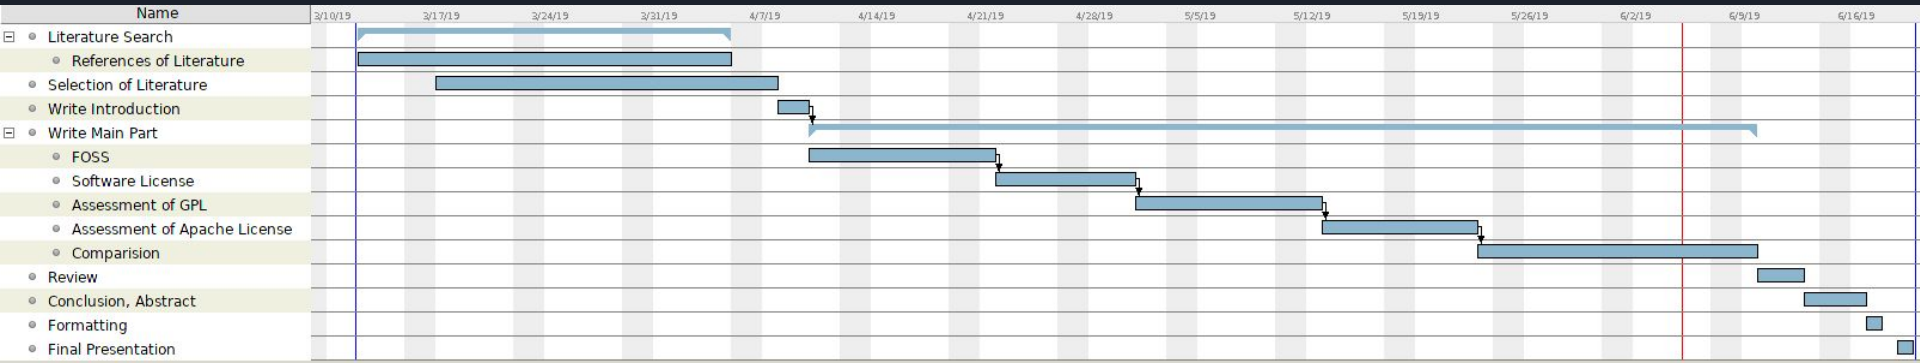 Name 3/10/19 3/17/19 3/24/19 3/31/19 4/7/19 4/14/19 4/21/19 4/28/19 5/5/19 5/12/19 5/19/19 5/26/19 6/2/19 6/9/19 6/16/19
Literature Search
References of Literature
Selection of Literature
Write Introduction
Write Main Part
FOSS
Software License
Assessment of GPL
Assessment of Apache License
Comparision
Review
Conclusion, Abstract
Formatting
Final Presentation